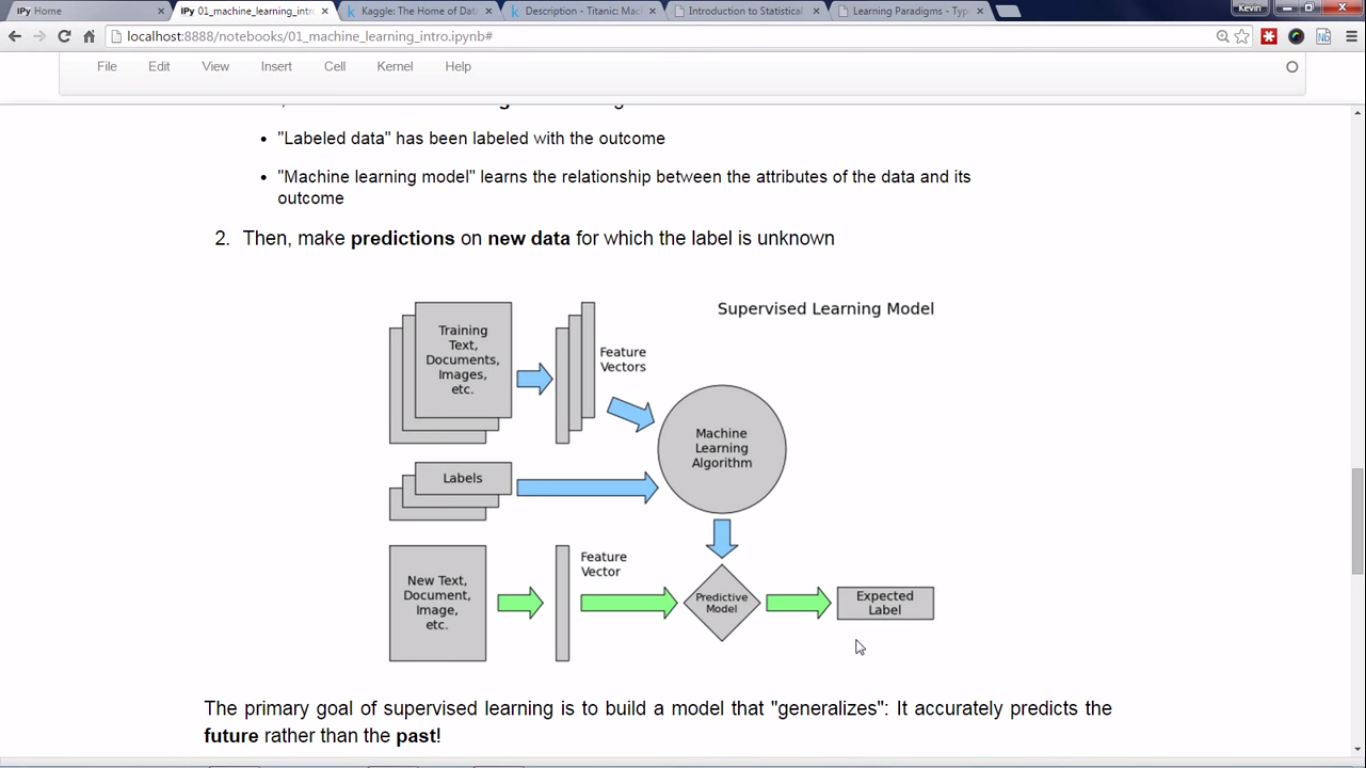 IPy Home
IPy 01_machine_learning_intr
Kaggle: The Home of Dat
Description - Titanic: Mac
Introduction to Statistical
Learning Paradigms - Typ
Kevin
localhost:8888/notebooks/01_machine_learning_intro.ipynb#
File Edit View Insert Cell Kernel Help
• "Labeled data" has been labeled with the outcome
• "Machine learning model" learns the relationship between the attributes of the data and its
outcome
2. Then, make predictions on new data for which the label is unknown
Supervised Learning Model
Training
Text,
Documents,
Images,
etc.
Feature
Vectors
Machine
Learning
Algorithm
Labels
New Text,
Document,
Image,
etc.
Feature
Vector
Predictive
Model
Expected
Label
The primary goal of supervised learning is to build a model that "generalizes": It accurately predicts the
future rather than the past!